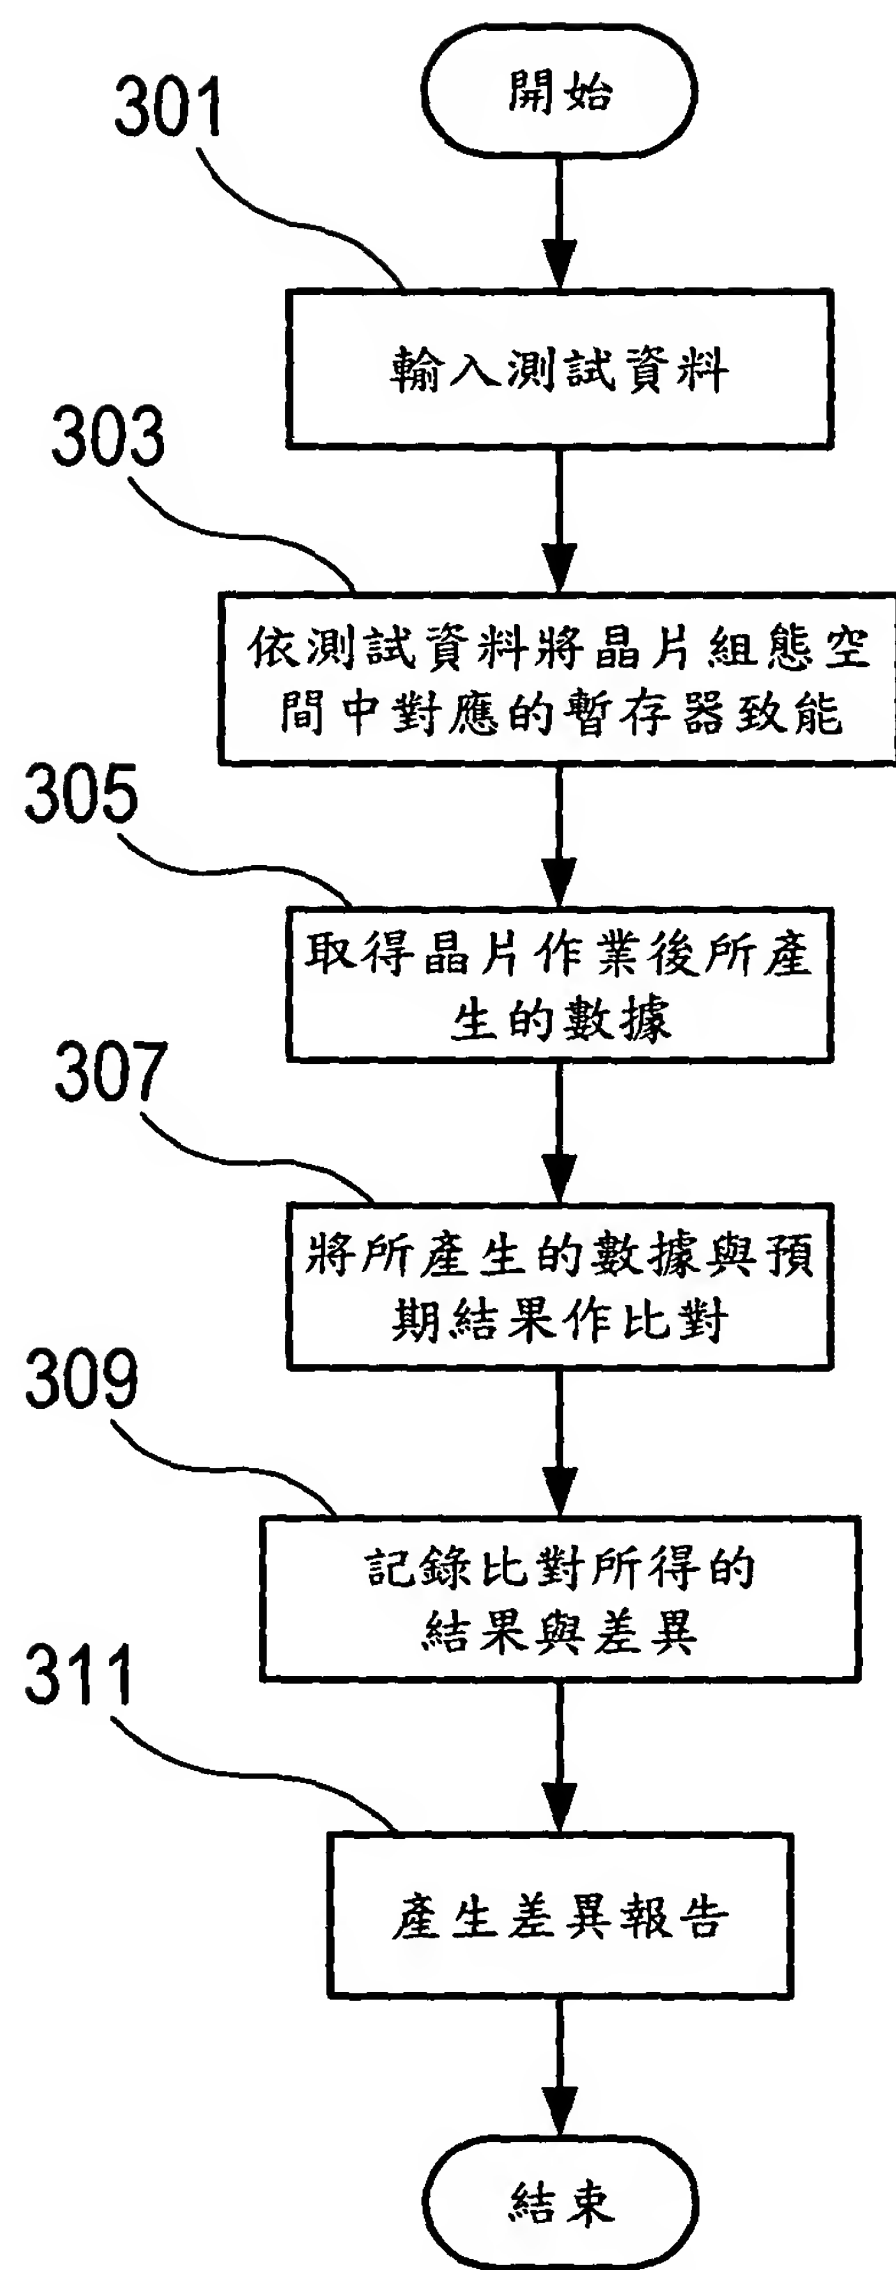 開始
301
輸入測試資料
303
依測試資料將晶片組態空
間中對應的暫存器致能
305
取得晶片作業後所產
生的數據
307
將所產生的數據與預
期結果作比對
309
記錄比對所得的
結果與差異
311
產生差異報告
結束